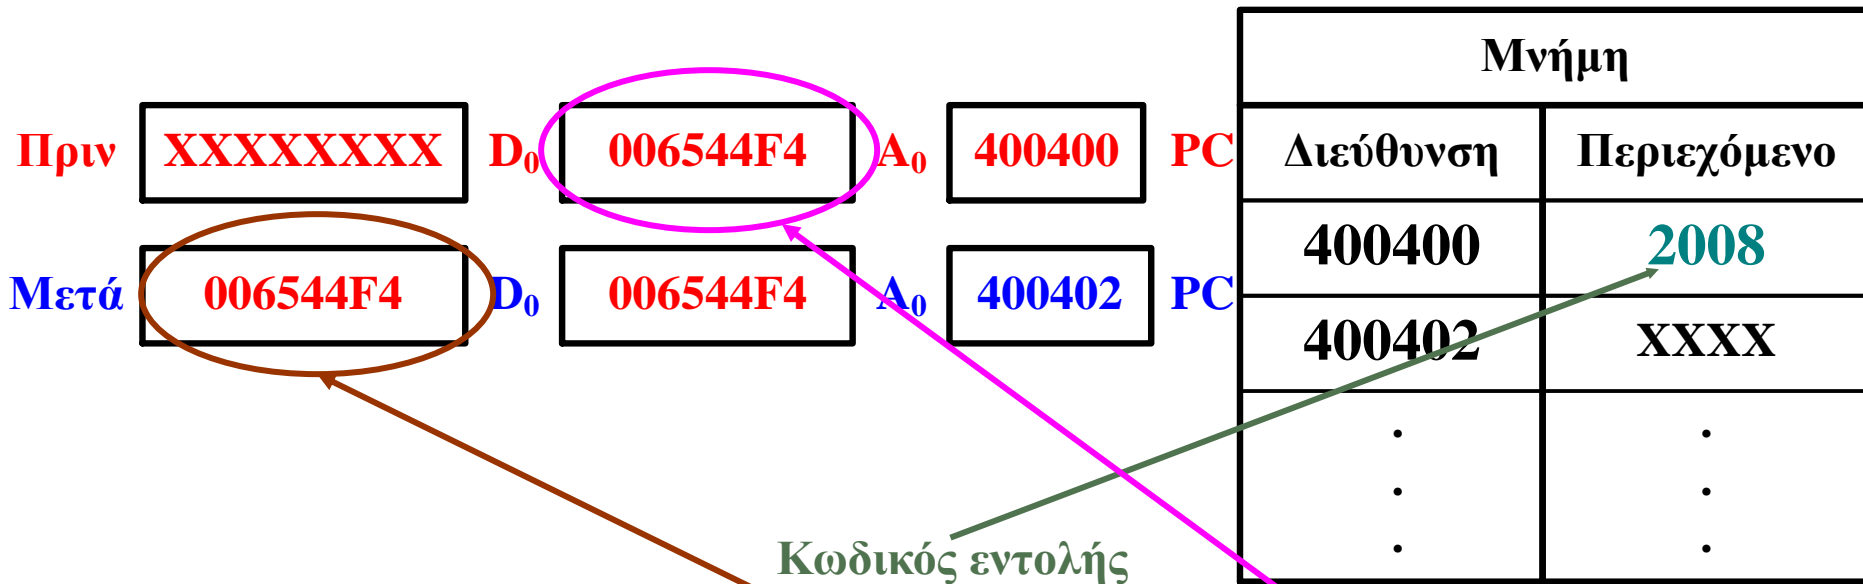 Μνήμη
Πριν XXXXXXXX D₀ 006544F4 A₀ 400400 PC Διεύθυνση Περιεχόμενο
400400 2008
Μετά 006544F4 D₀ 006544F4 A₀ 400402 PC
400402 XXXX
. .
. .
Κωδικός εντολής . .